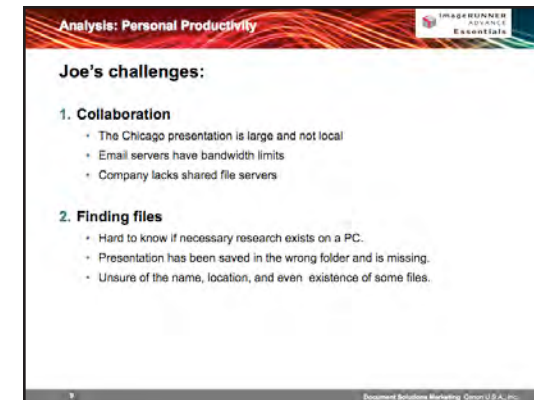 Analysis: Personal Productivity
imageRUNNER
ADVANCE
Essentials
Joe's challenges:
1. Collaboration
• The Chicago presentation is large and not local
• Email servers have bandwidth limits
• Company lacks shared file servers
2. Finding files
• Hard to know if necessary research exists on a PC.
• Presentation has been saved in the wrong folder and is missing.
• Unsure of the name, location, and even existence of some files.
Document Solutions Marketing Canon U.S.A., Inc.